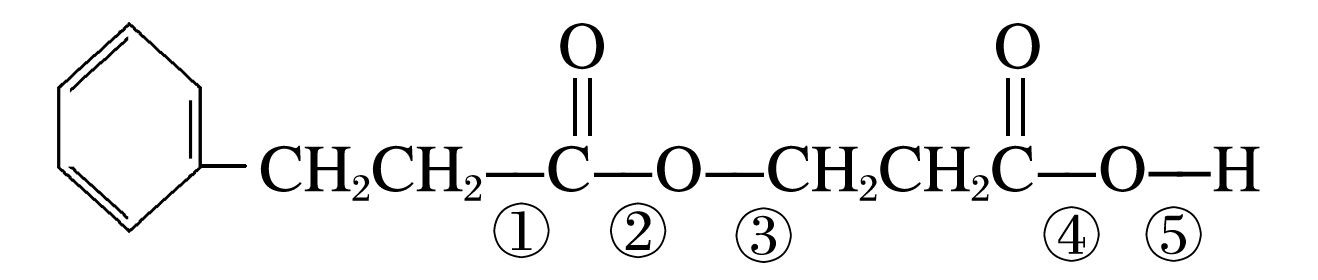 O O
CH₂CH₂—C—O—CH₂CH₂C—O—H
① ② ③ ④ ⑤